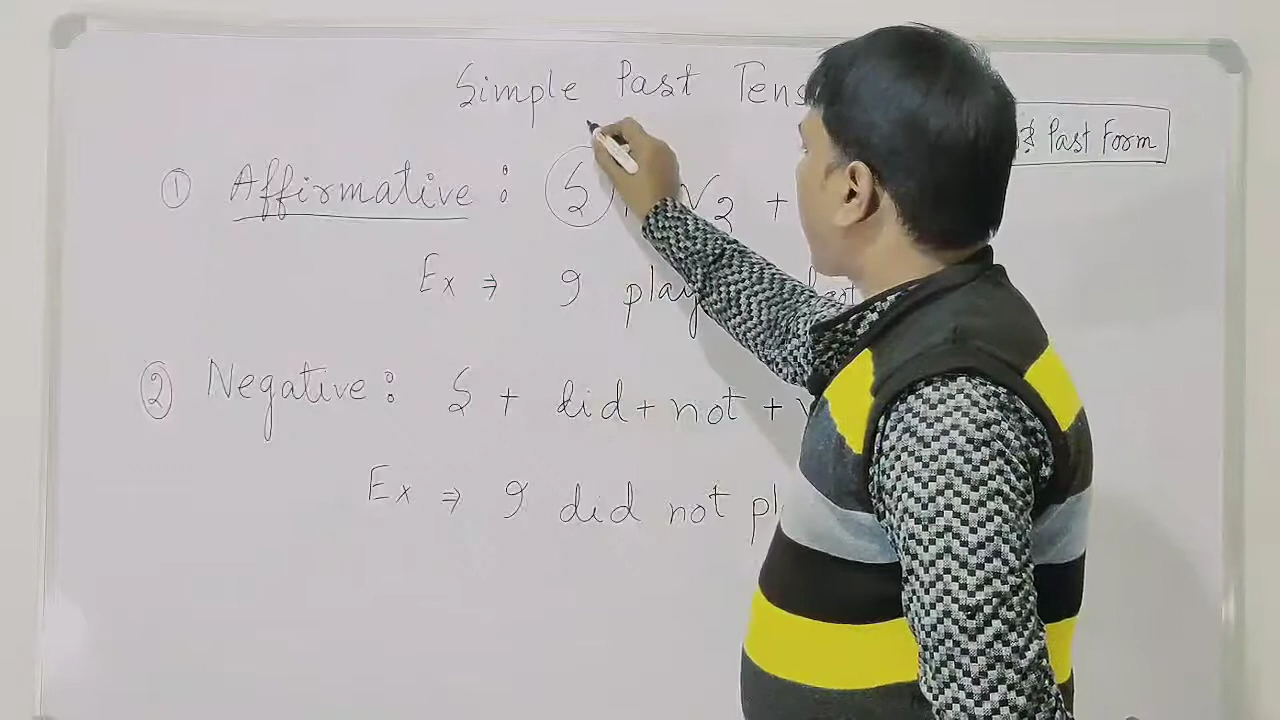 Simple Past Tens
Past Form
① Affirmative : S + V2 +
Ex ⇒ I play
② Negative : S + did + not +
Ex ⇒ I did not pl